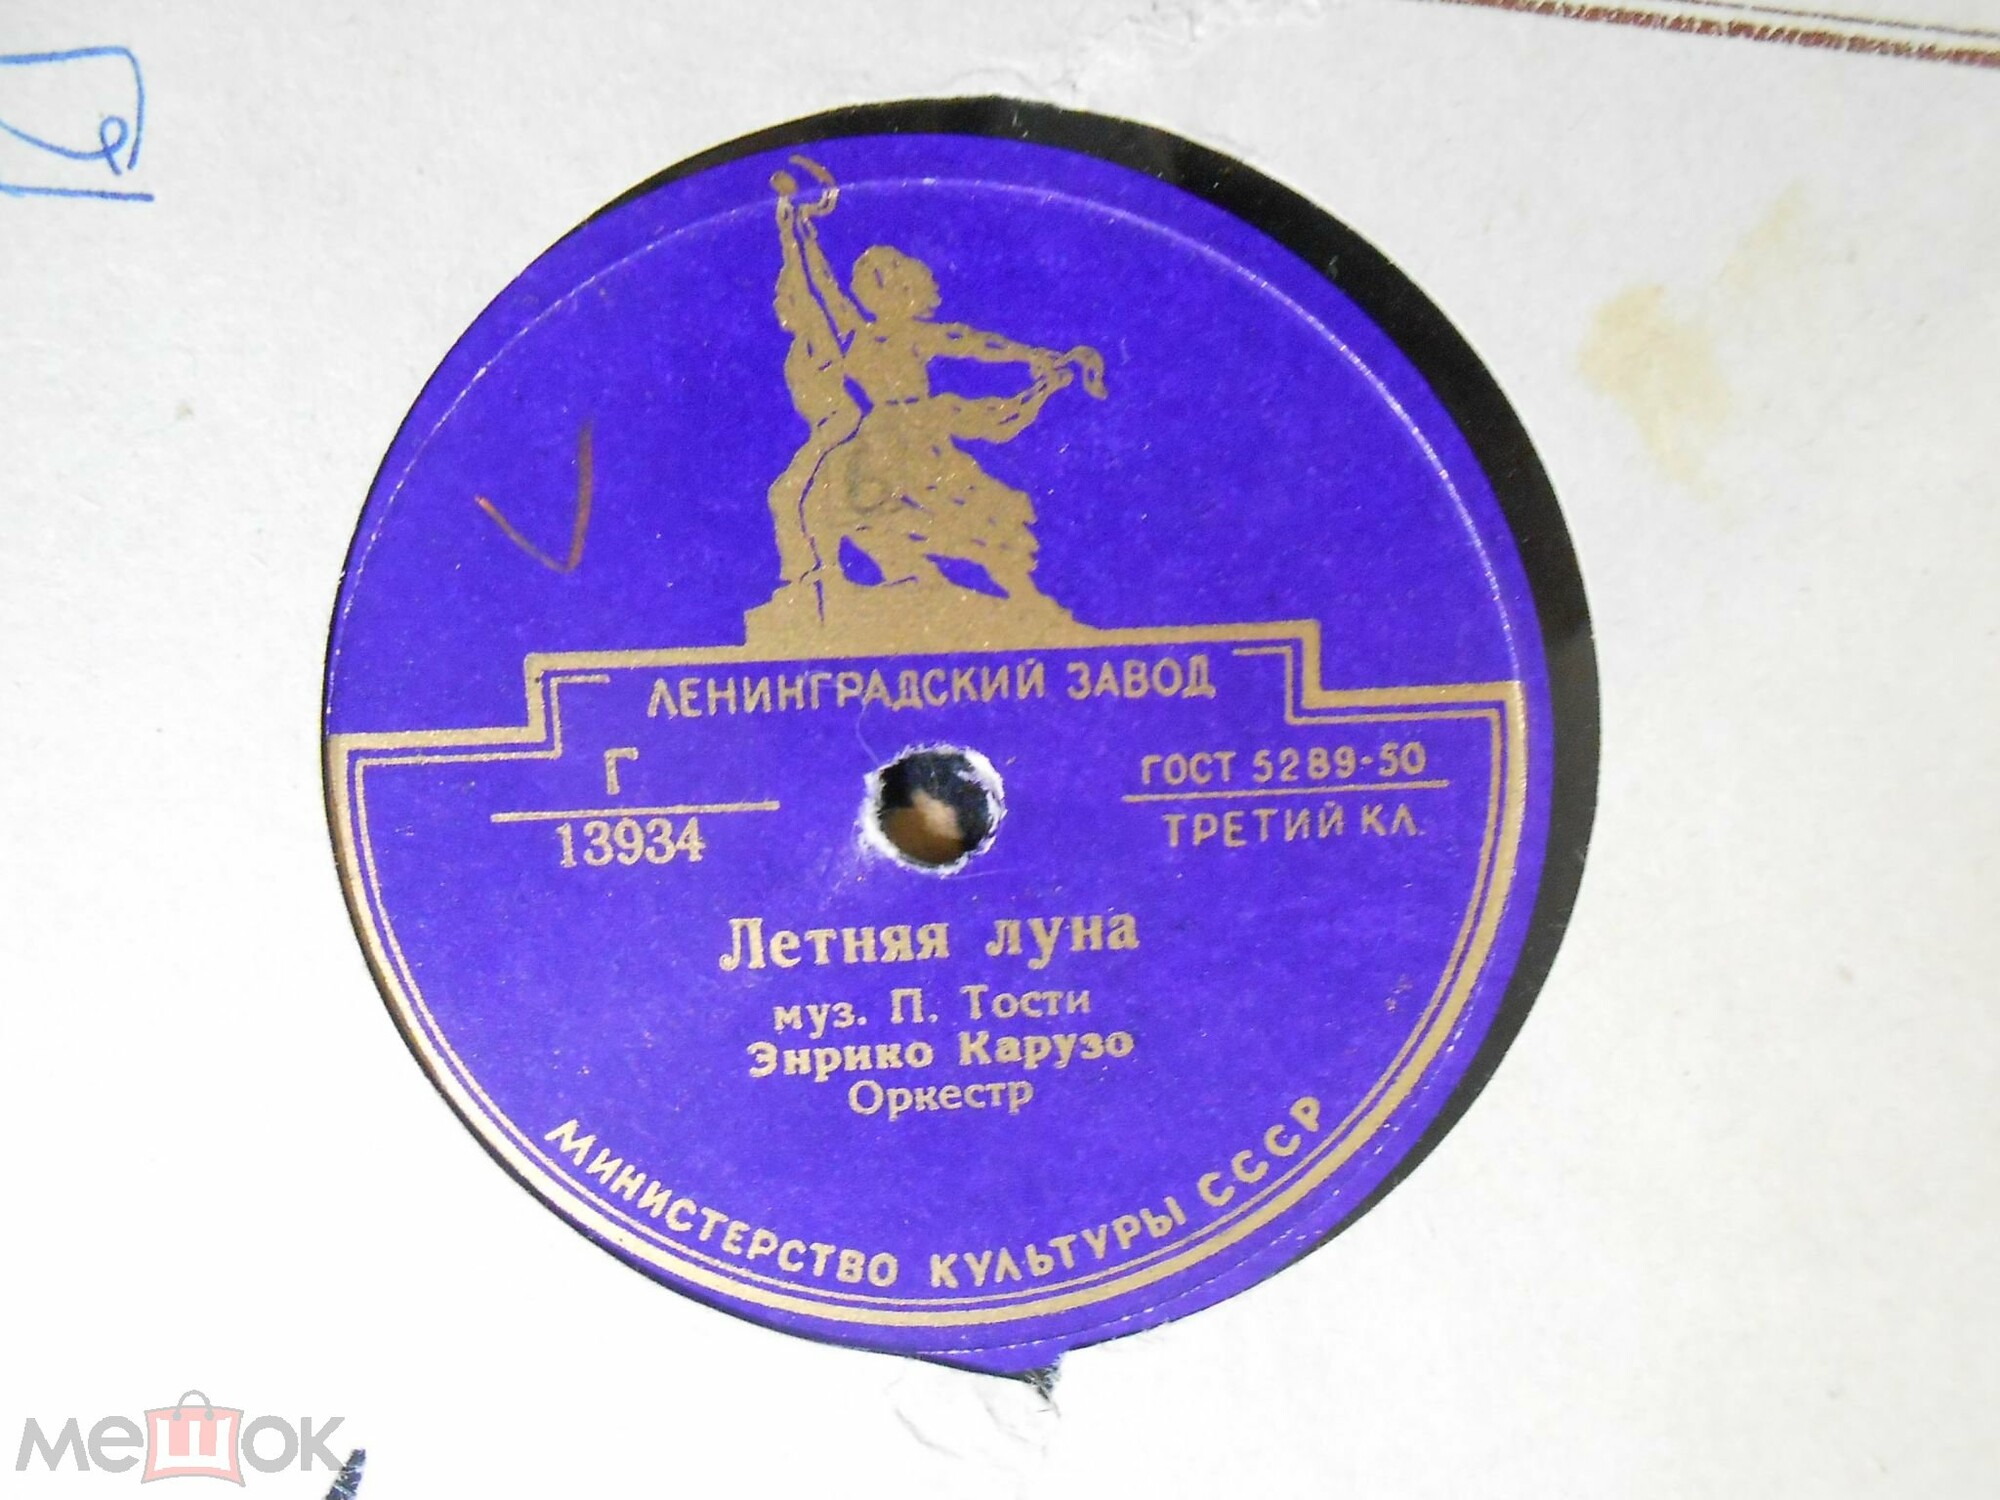 ЛЕНИНГРАДСКИЙ ЗАВОД
Г
13934
ГОСТ 5289-50
ТРЕТИЙ КЛ.
Летняя луна
муз. П. Тости
Энрико Карузо
Оркестр
МИНИСТЕРСТВО КУЛЬТУРЫ СССР
мешок